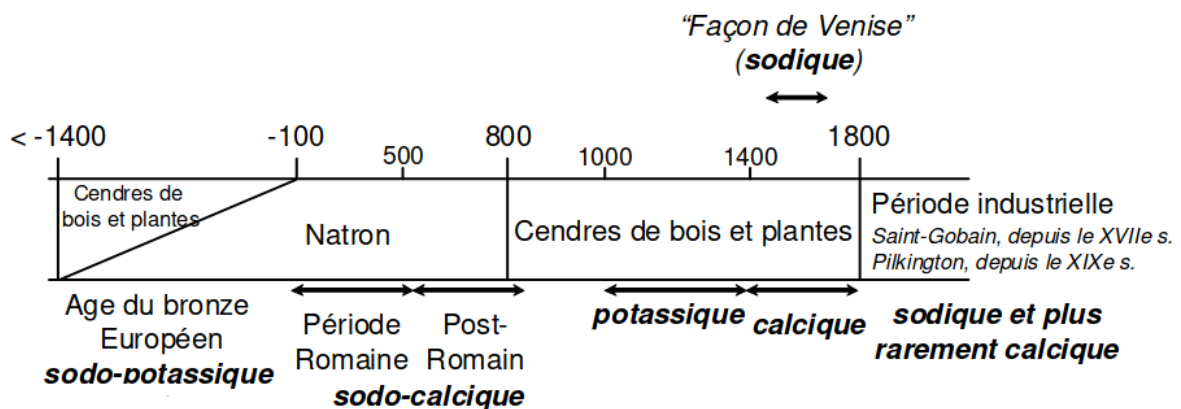 “Façon de Venise”
(sodique)
< -1400
-100
500
800
1000
1400
1800
Cendres de
bois et plantes
Natron
Cendres de bois et plantes
Période industrielle
Saint-Gobain, depuis le XVIIe s.
Pilkington, depuis le XIXe s.
Age du bronze
Européen
sodo-potassique
Période
Romaine
Post-
Romain
sodo-calcique
potassique
calcique
sodique et plus
rarement calcique